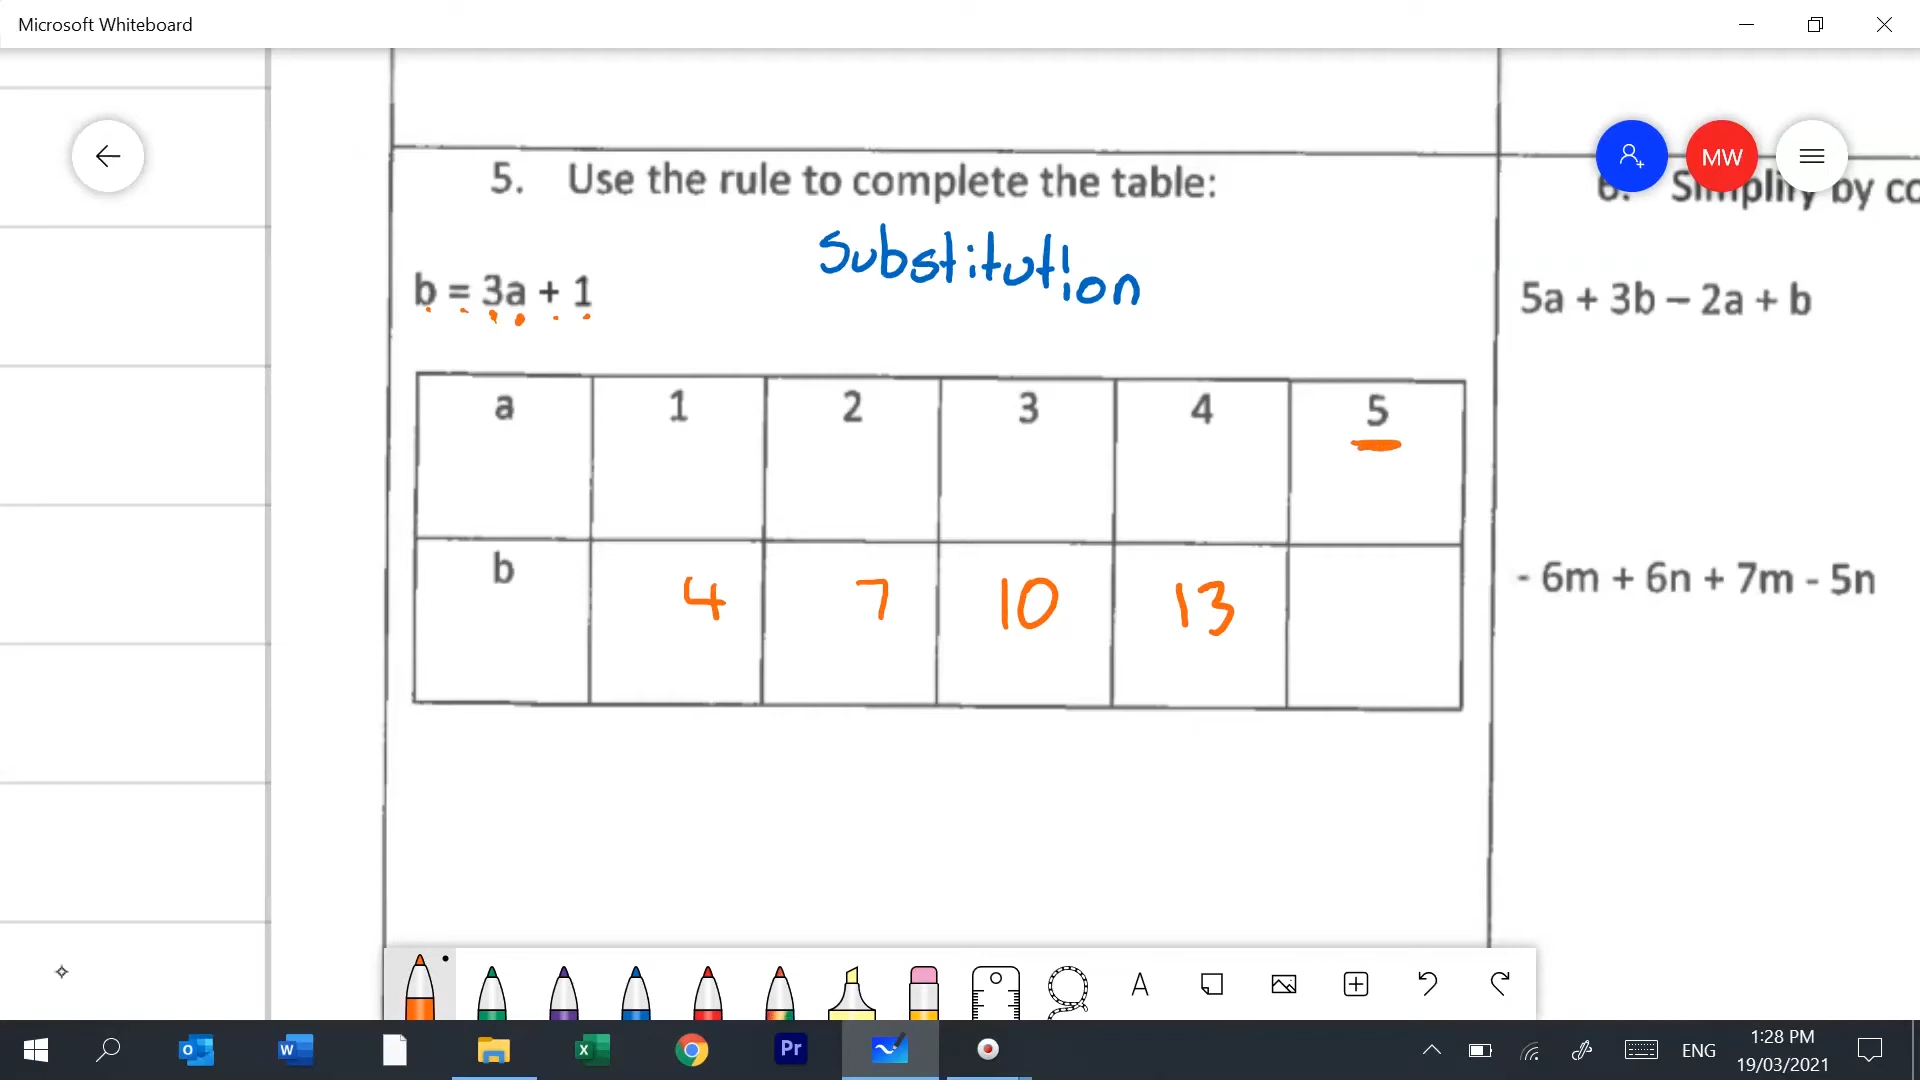 Microsoft Whiteboard
MW
5. Use the rule to complete the table:
Substitution
b = 3a + 1
a 1 2 3 4 5
b 4 7 10 13
Simplify by co
5a + 3b – 2a + b
- 6m + 6n + 7m - 5n
A
Pr
ENG
1:28 PM
19/03/2021